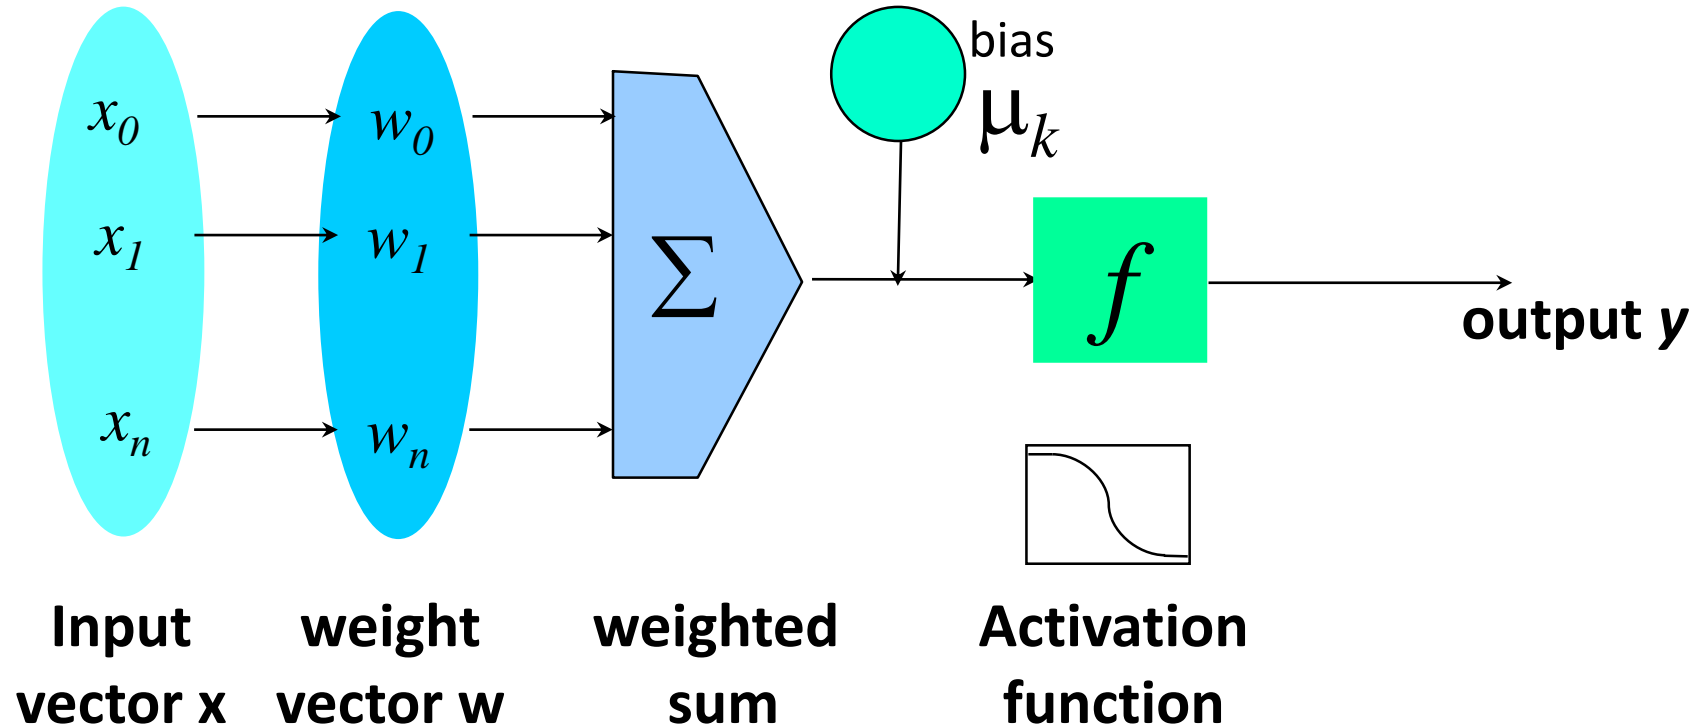 x₀
w₀
bias
μₖ
x₁
w₁
∑
f
output y
xₙ
wₙ
Input
vector x
weight
vector w
weighted
sum
Activation
function